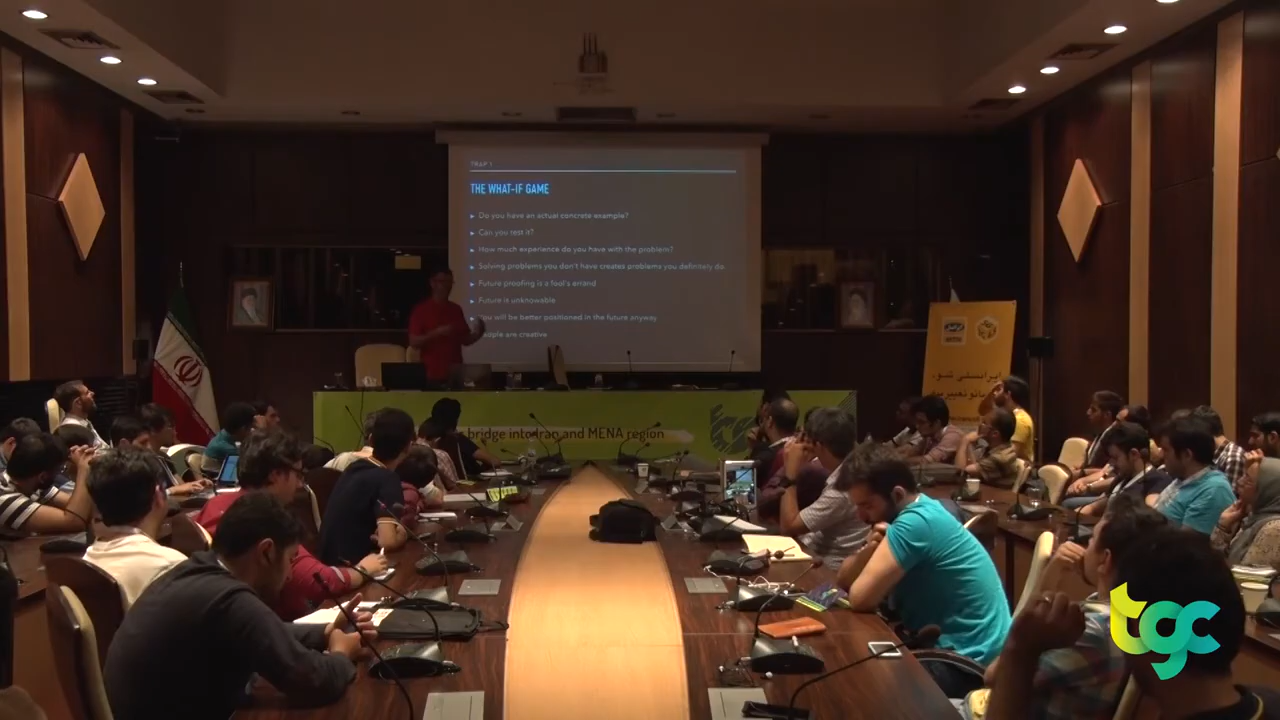 TRAP 1
THE WHAT-IF GAME
▸ Do you have an actual concrete example?
▸ Can you test it?
▸ How much experience do you have with the problem?
▸ Solving problems you don't have creates problems you definitely do
▸ Future proofing is a fool's errand
▸ Future is unknowable
▸ You will be better positioned in the future anyway
people are creative
bridge into Iran and MENA region
tgc
tgc